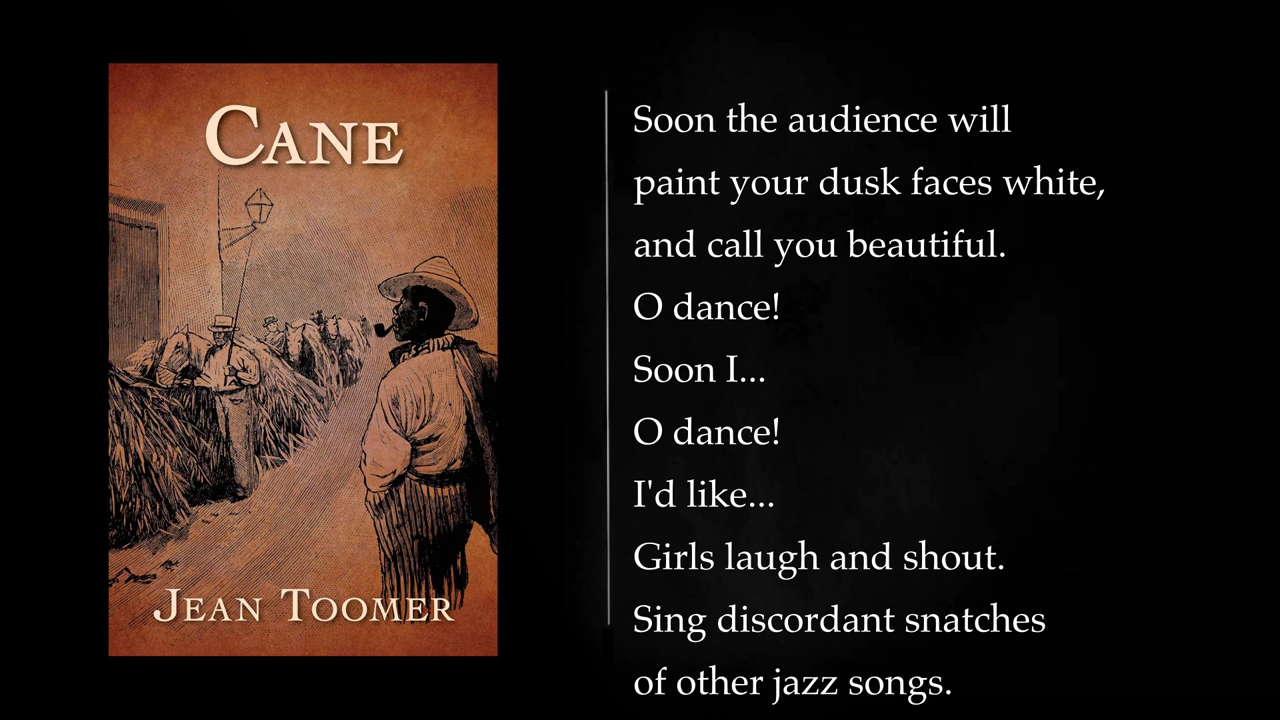 CANE
JEAN TOOMER
Soon the audience will
paint your dusk faces white,
and call you beautiful.
O dance!
Soon I...
O dance!
I'd like...
Girls laugh and shout.
Sing discordant snatches
of other jazz songs.